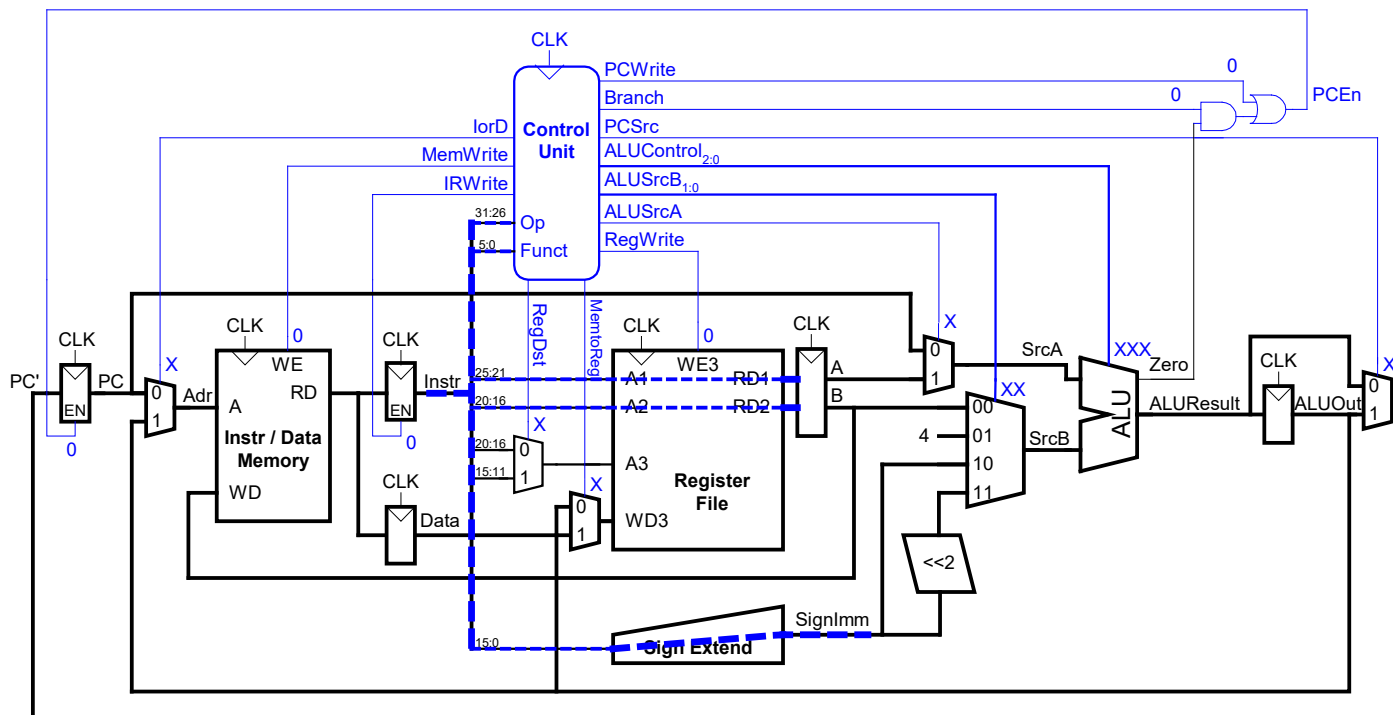 CLK
PCWrite
0
Branch
0
PCEn
IorD
Control
Unit
PCSrc
MemWrite
ALUControl2:0
IRWrite
ALUSrcB1:0
31:26
Op
ALUSrcA
5:0
Funct
RegWrite
RegDst
MemtoReg
CLK
CLK
0
CLK
CLK
0
CLK
X
X
WE
WE3
XXX
CLK
X
PC'
PC
0
1
EN
Adr
A
RD
Instr
EN
25:21
A1
RD1
A
0
1
SrcA
Zero
0
1
20:16
A2
RD2
B
XX
00
ALU
ALUResult
ALUOut
0
Instr / Data
Memory
0
X
20:16
0
4
01
SrcB
15:11
1
A3
10
CLK
X
Register
File
WD
Data
0
1
WD3
11
<<2
SignImm
15:0
Sign Extend